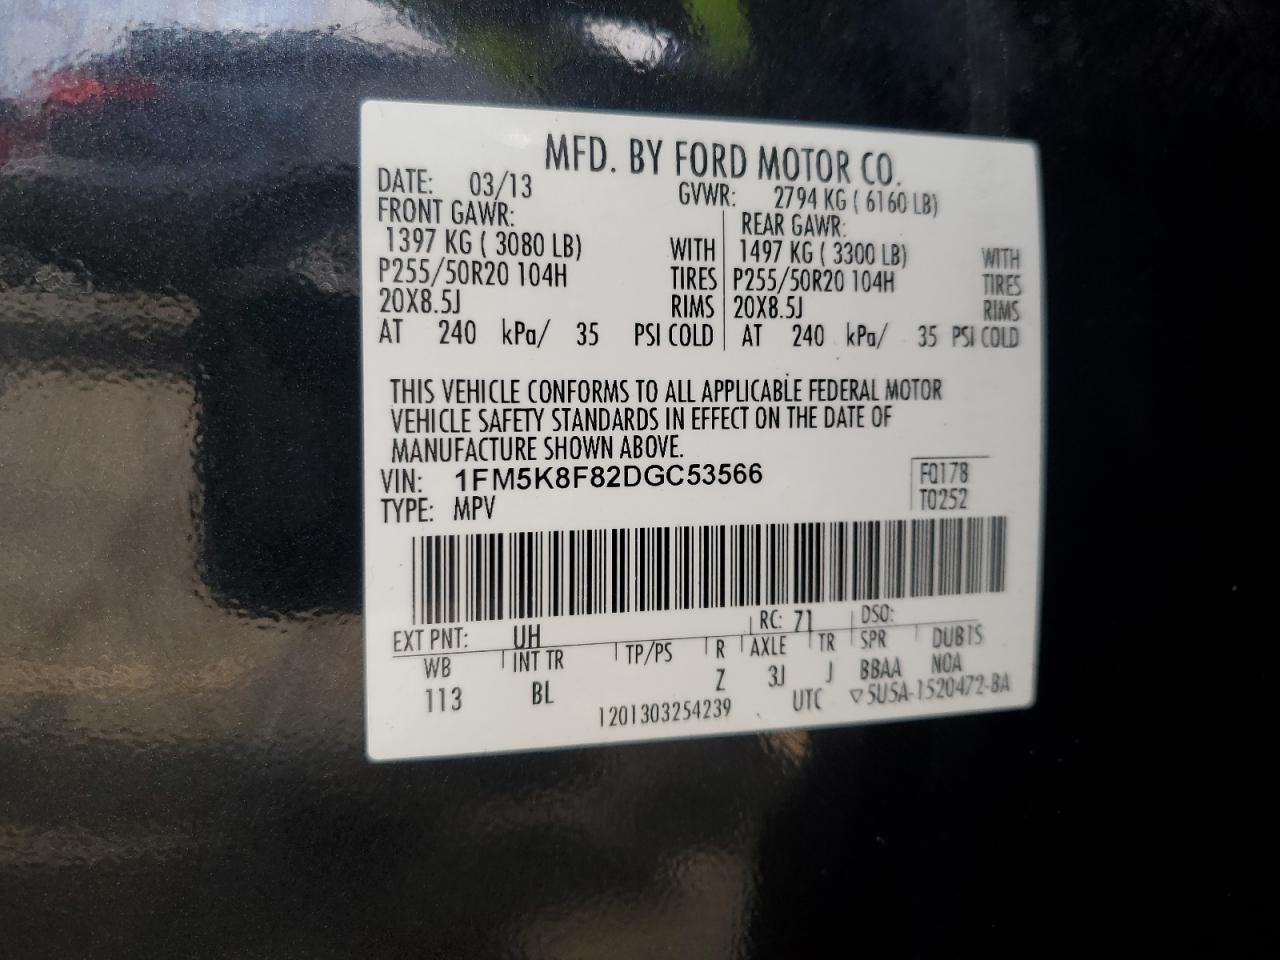 MFD. BY FORD MOTOR CO.
DATE: 03/13 GVWR: 2794 KG ( 6160 LB)
FRONT GAWR: REAR GAWR:
1397 KG ( 3080 LB) WITH 1497 KG ( 3300 LB) WITH
P255/50R20 104H TIRES P255/50R20 104H TIRES
20X8.5J RIMS 20X8.5J RIMS
AT 240 kPa/ 35 PSI COLD AT 240 kPa/ 35 PSI COLD
THIS VEHICLE CONFORMS TO ALL APPLICABLE FEDERAL MOTOR
VEHICLE SAFETY STANDARDS IN EFFECT ON THE DATE OF
MANUFACTURE SHOWN ABOVE.
VIN: 1FM5K8F82DGC53566 F0178
TYPE: MPV T0252
EXT PNT: UH RC: 71 DSO:
WB INT TR TP/PS R AXLE TR SPR DUBTS
113 BL Z 3J J BBAA NOA
1201303254239 UTC ▽5U5A-1520472-BA